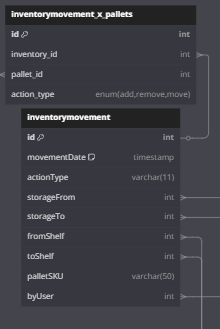 inventorymovement_x_pallets
id int
inventory_id int
pallet_id int
action_type enum(add,remove,move)
inventorymovement
id int
movementDate timestamp
actionType varchar(11)
storageFrom int
storageTo int
fromShelf int
toShelf int
palletSKU varchar(50)
byUser int